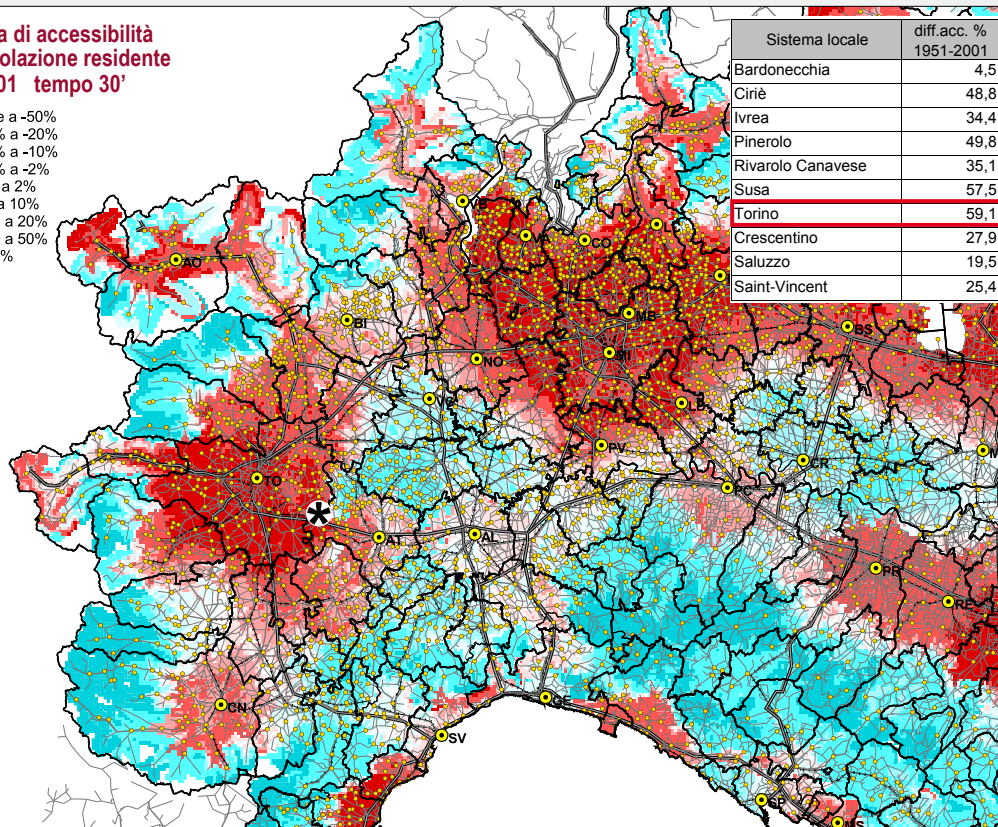 a di accessibilità
olazione residente
01 tempo 30’
e a -50%
% a -20%
% a -10%
% a -2%
a 2%
a 10%
a 20%
a 50%
%
Sistema locale diff.acc. % 1951-2001
Bardonecchia 4,5
Ciriè 48,8
Ivrea 34,4
Pinerolo 49,8
Rivarolo Canavese 35,1
Susa 57,5
Torino 59,1
Crescentino 27,9
Saluzzo 19,5
Saint-Vincent 25,4
VA
CO
AO
BI
MB
BS
NO
MI
PV
CR
TO
*
AT
AL
PR
RE
CN
GE
SV
SP
MS